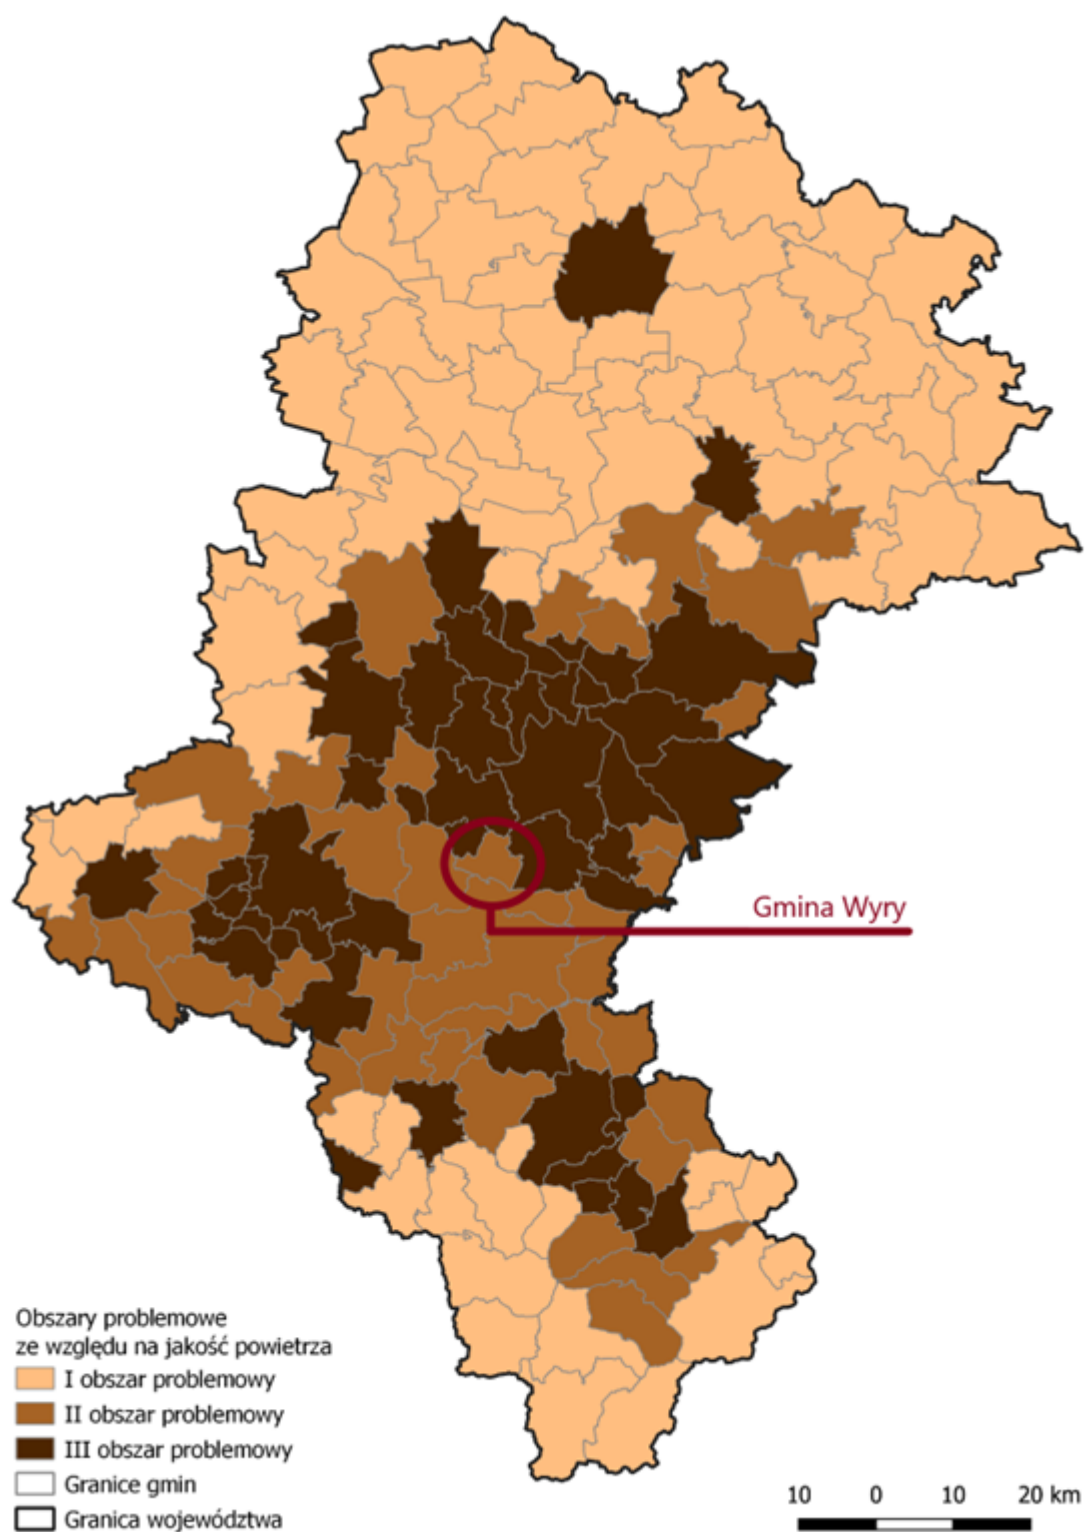 Gmina Wyry
Obszary problemowe
ze względu na jakość powietrza
I obszar problemowy
II obszar problemowy
III obszar problemowy
Granice gmin
Granica województwa
10 0 10 20 km